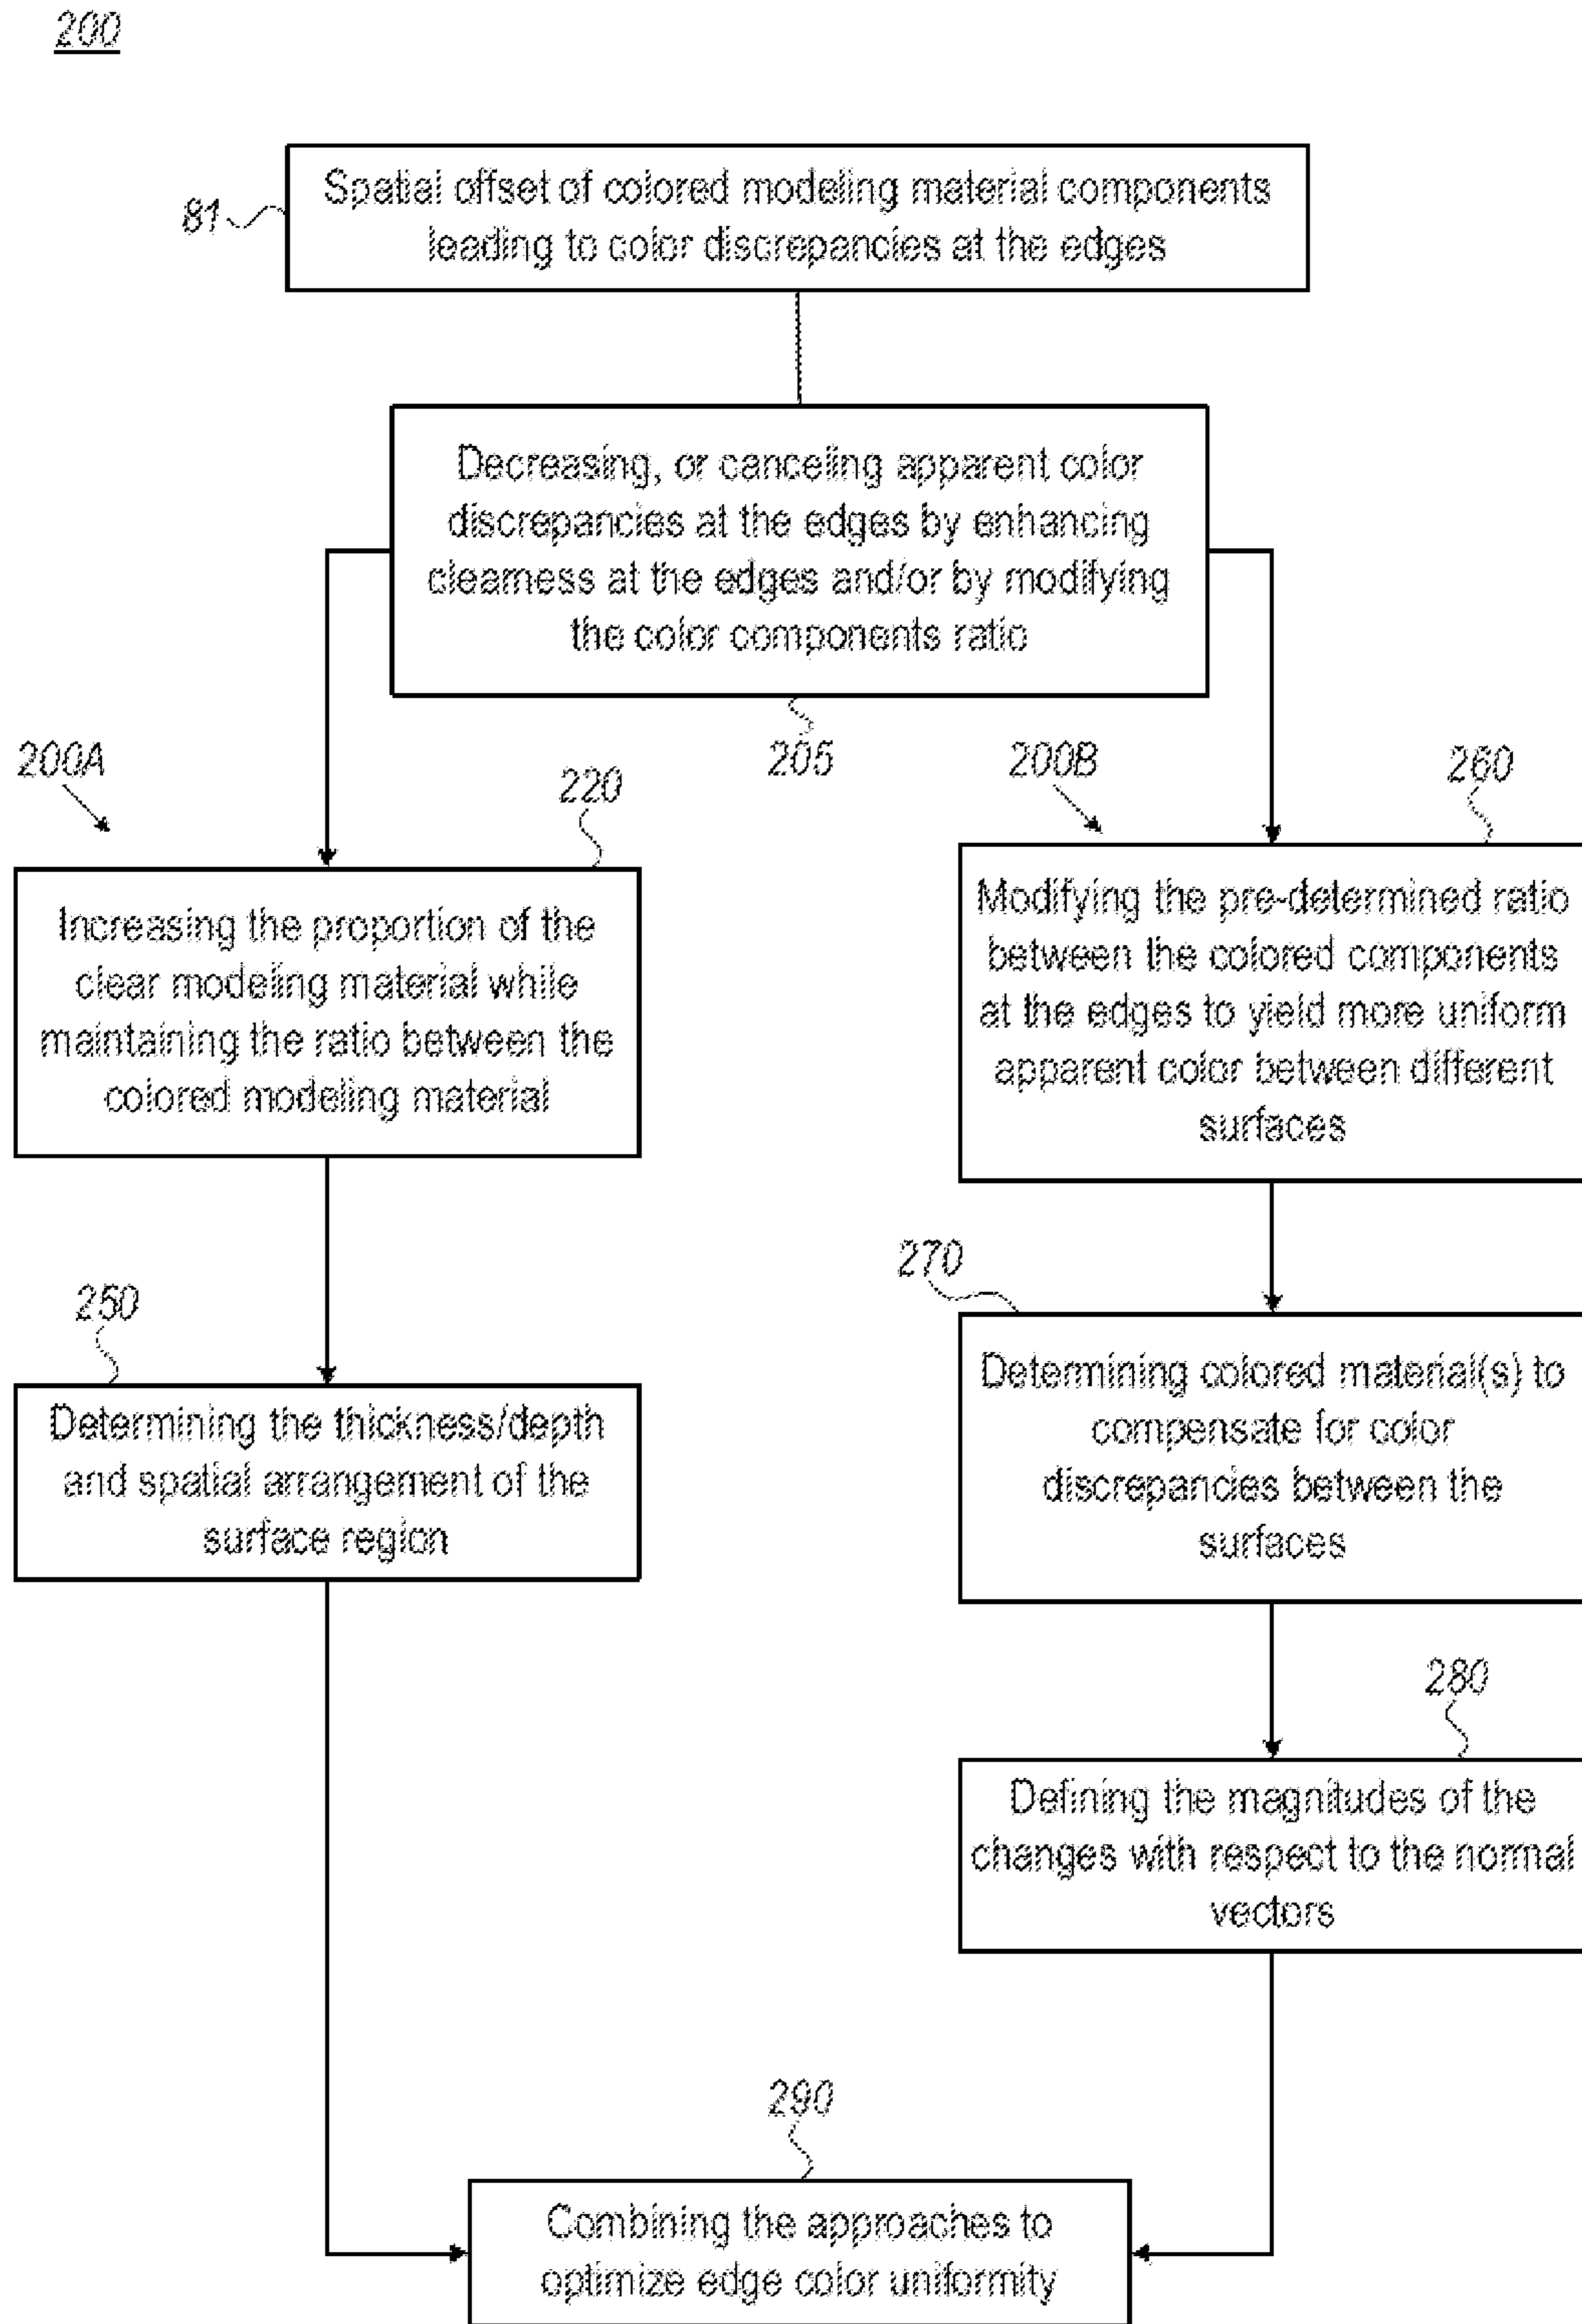 200
Spatial offset of colored modeling material components
leading to color discrepancies at the edges
81
Decreasing, or canceling apparent color
discrepancies at the edges by enhancing
clearness at the edges and/or by modifying
the color components ratio
205
200A
220
Increasing the proportion of the
clear modeling material while
maintaining the ratio between the
colored modeling material
250
Determining the thickness/depth
and spatial arrangement of the
surface region
200B
260
Modifying the pre-determined ratio
between the colored components
at the edges to yield more uniform
apparent color between different
surfaces
270
Determining colored material(s) to
compensate for color
discrepancies between the
surfaces
280
Defining the magnitudes of the
changes with respect to the normal
vectors
290
Combining the approaches to
optimize edge color uniformity